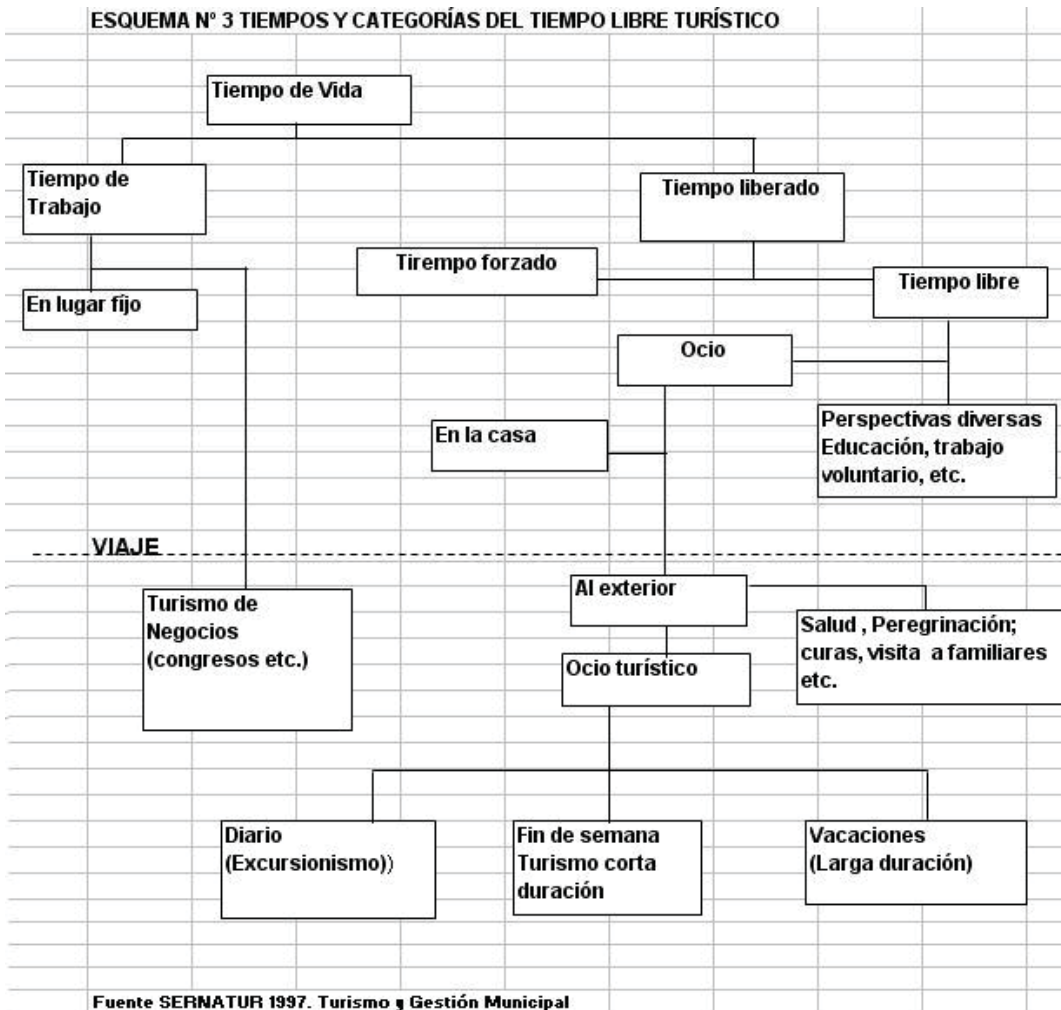 ESQUEMA Nº 3 TIEMPOS Y CATEGORÍAS DEL TIEMPO LIBRE TURÍSTICO
Tiempo de Vida
Tiempo de
Trabajo
Tiempo liberado
Tirempo forzado
Tiempo libre
En lugar fíjo
Ocio
En la casa
Perspectivas diversas
Educación, trabajo
voluntario, etc.
VIAJE
Al exterior
Turismo de
Negocios
(congresos etc.)
Salud , Peregrinación;
curas, visita a familiares
etc.
Ocio turístico
Diario
(Excursionismo))
Fin de semana
Turismo corta
duración
Vacaciones
(Larga duración)
Fuente SERNATUR 1997. Turismo y Gestión Municipal